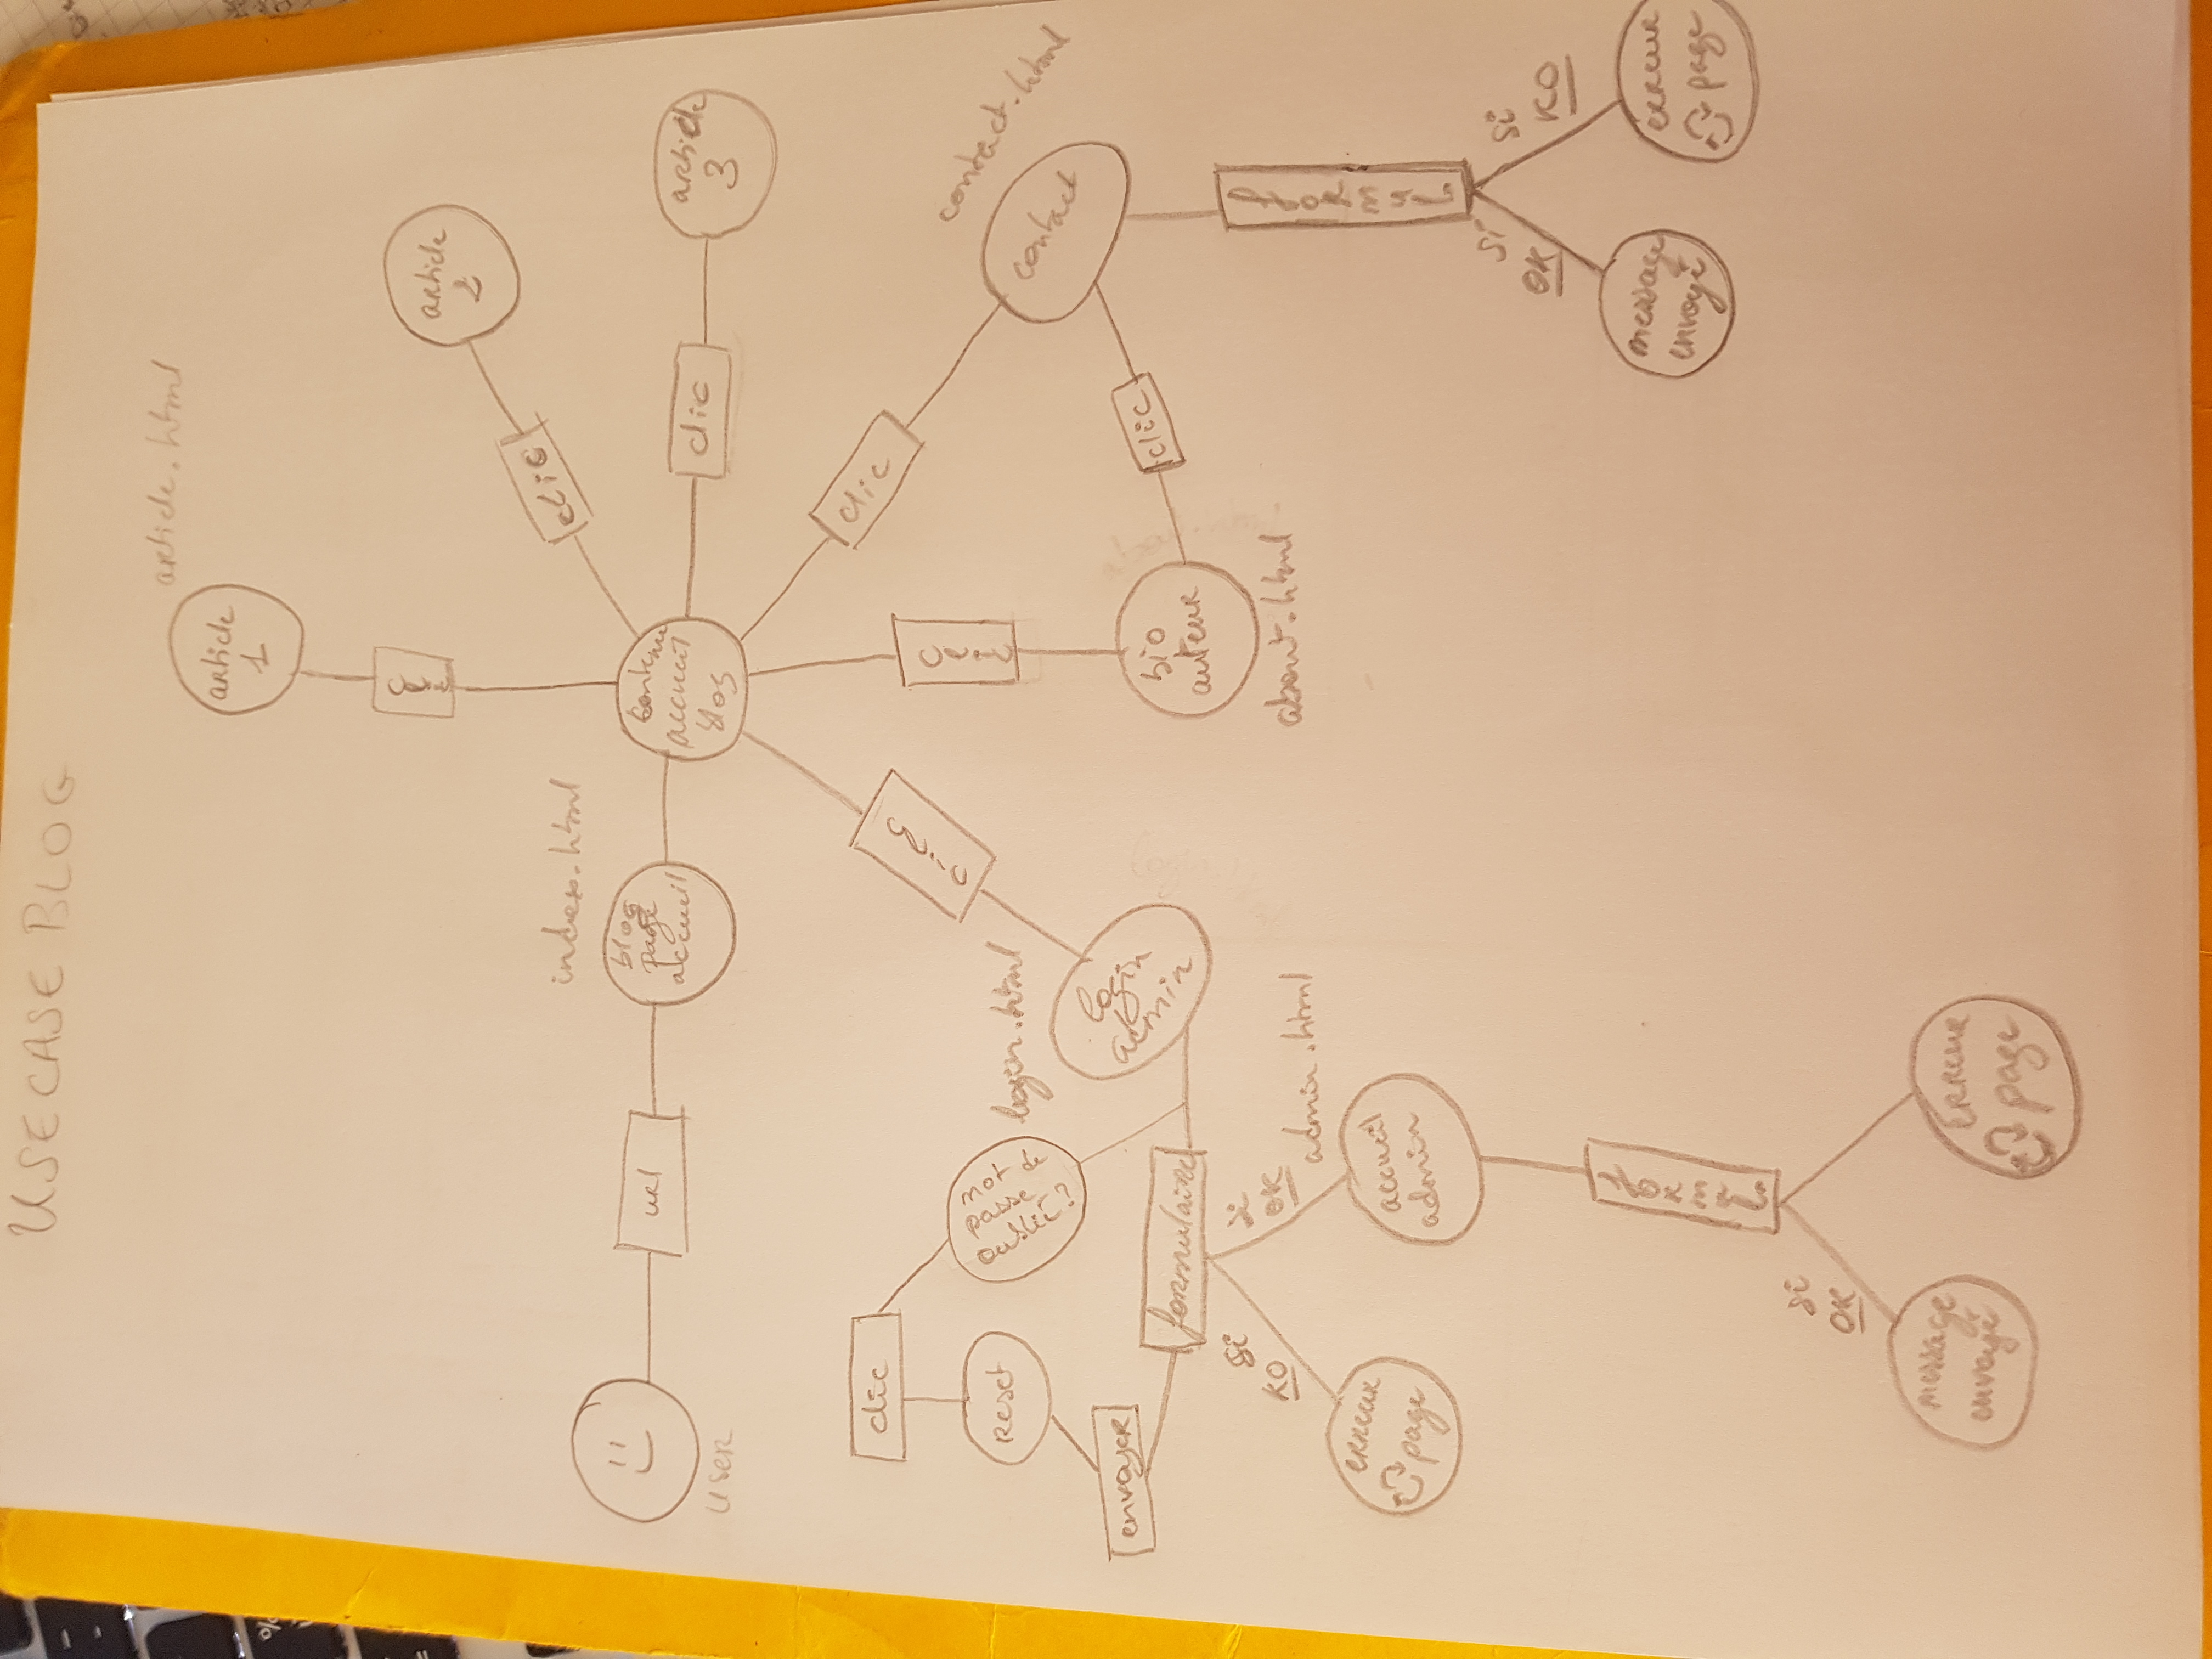 USECASE BLOG
article.html
article
1
clic
article
2
clic
index.html
url
USER
blog
page
accueil
contenu
accueil
blog
clic
article
3
clic
clic
clic
clic
Reset
mot de
passe
oublié?
login.html
login
admin
envoyer
formulaire
contact.html
contact
clic
bio
auteur
about.html
si
KO
si
OK
admin.html
erreur
page
accueil
admin
si
OK
si
KO
message
envoyé
erreur
page
si
OK
message
envoyé
erreur
page